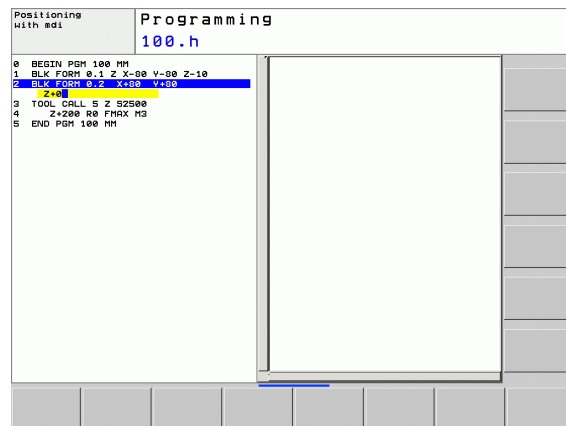 Positioning
with mdi
Programming
100.h
0 BEGIN PGM 100 MM
1 BLK FORM 0.1 Z X-80 Y-80 Z-10
2 BLK FORM 0.2 X+80 Y+80
Z+0
3 TOOL CALL 5 Z S2500
4 Z+200 R0 FMAX M3
5 END PGM 100 MM